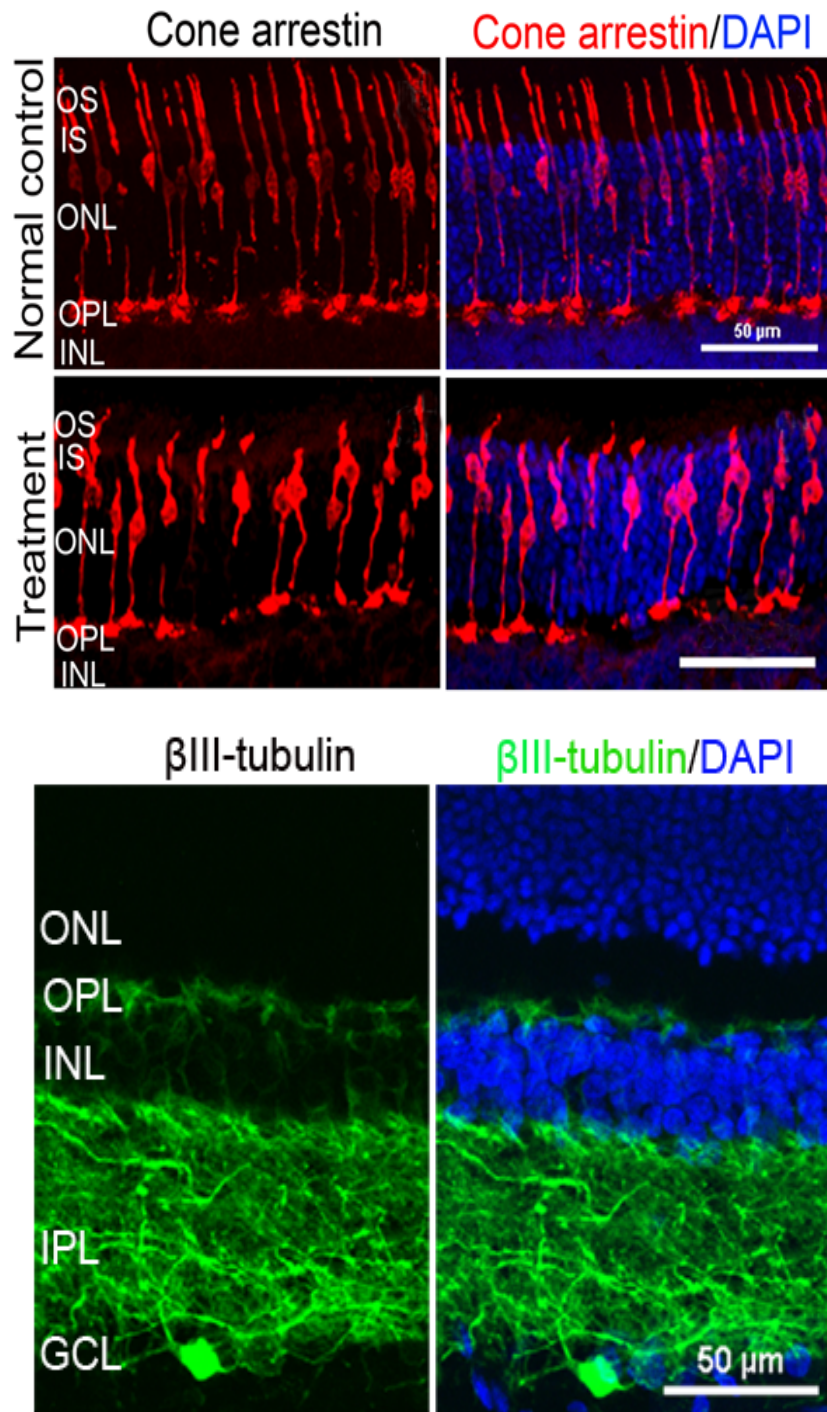 Cone arrestin
Cone arrestin/DAPI
Normal control
OS
IS
ONL
OPL
INL
50 µm
Treatment
OS
IS
ONL
OPL
INL
βIII-tubulin
βIII-tubulin/DAPI
ONL
OPL
INL
IPL
GCL
50 µm